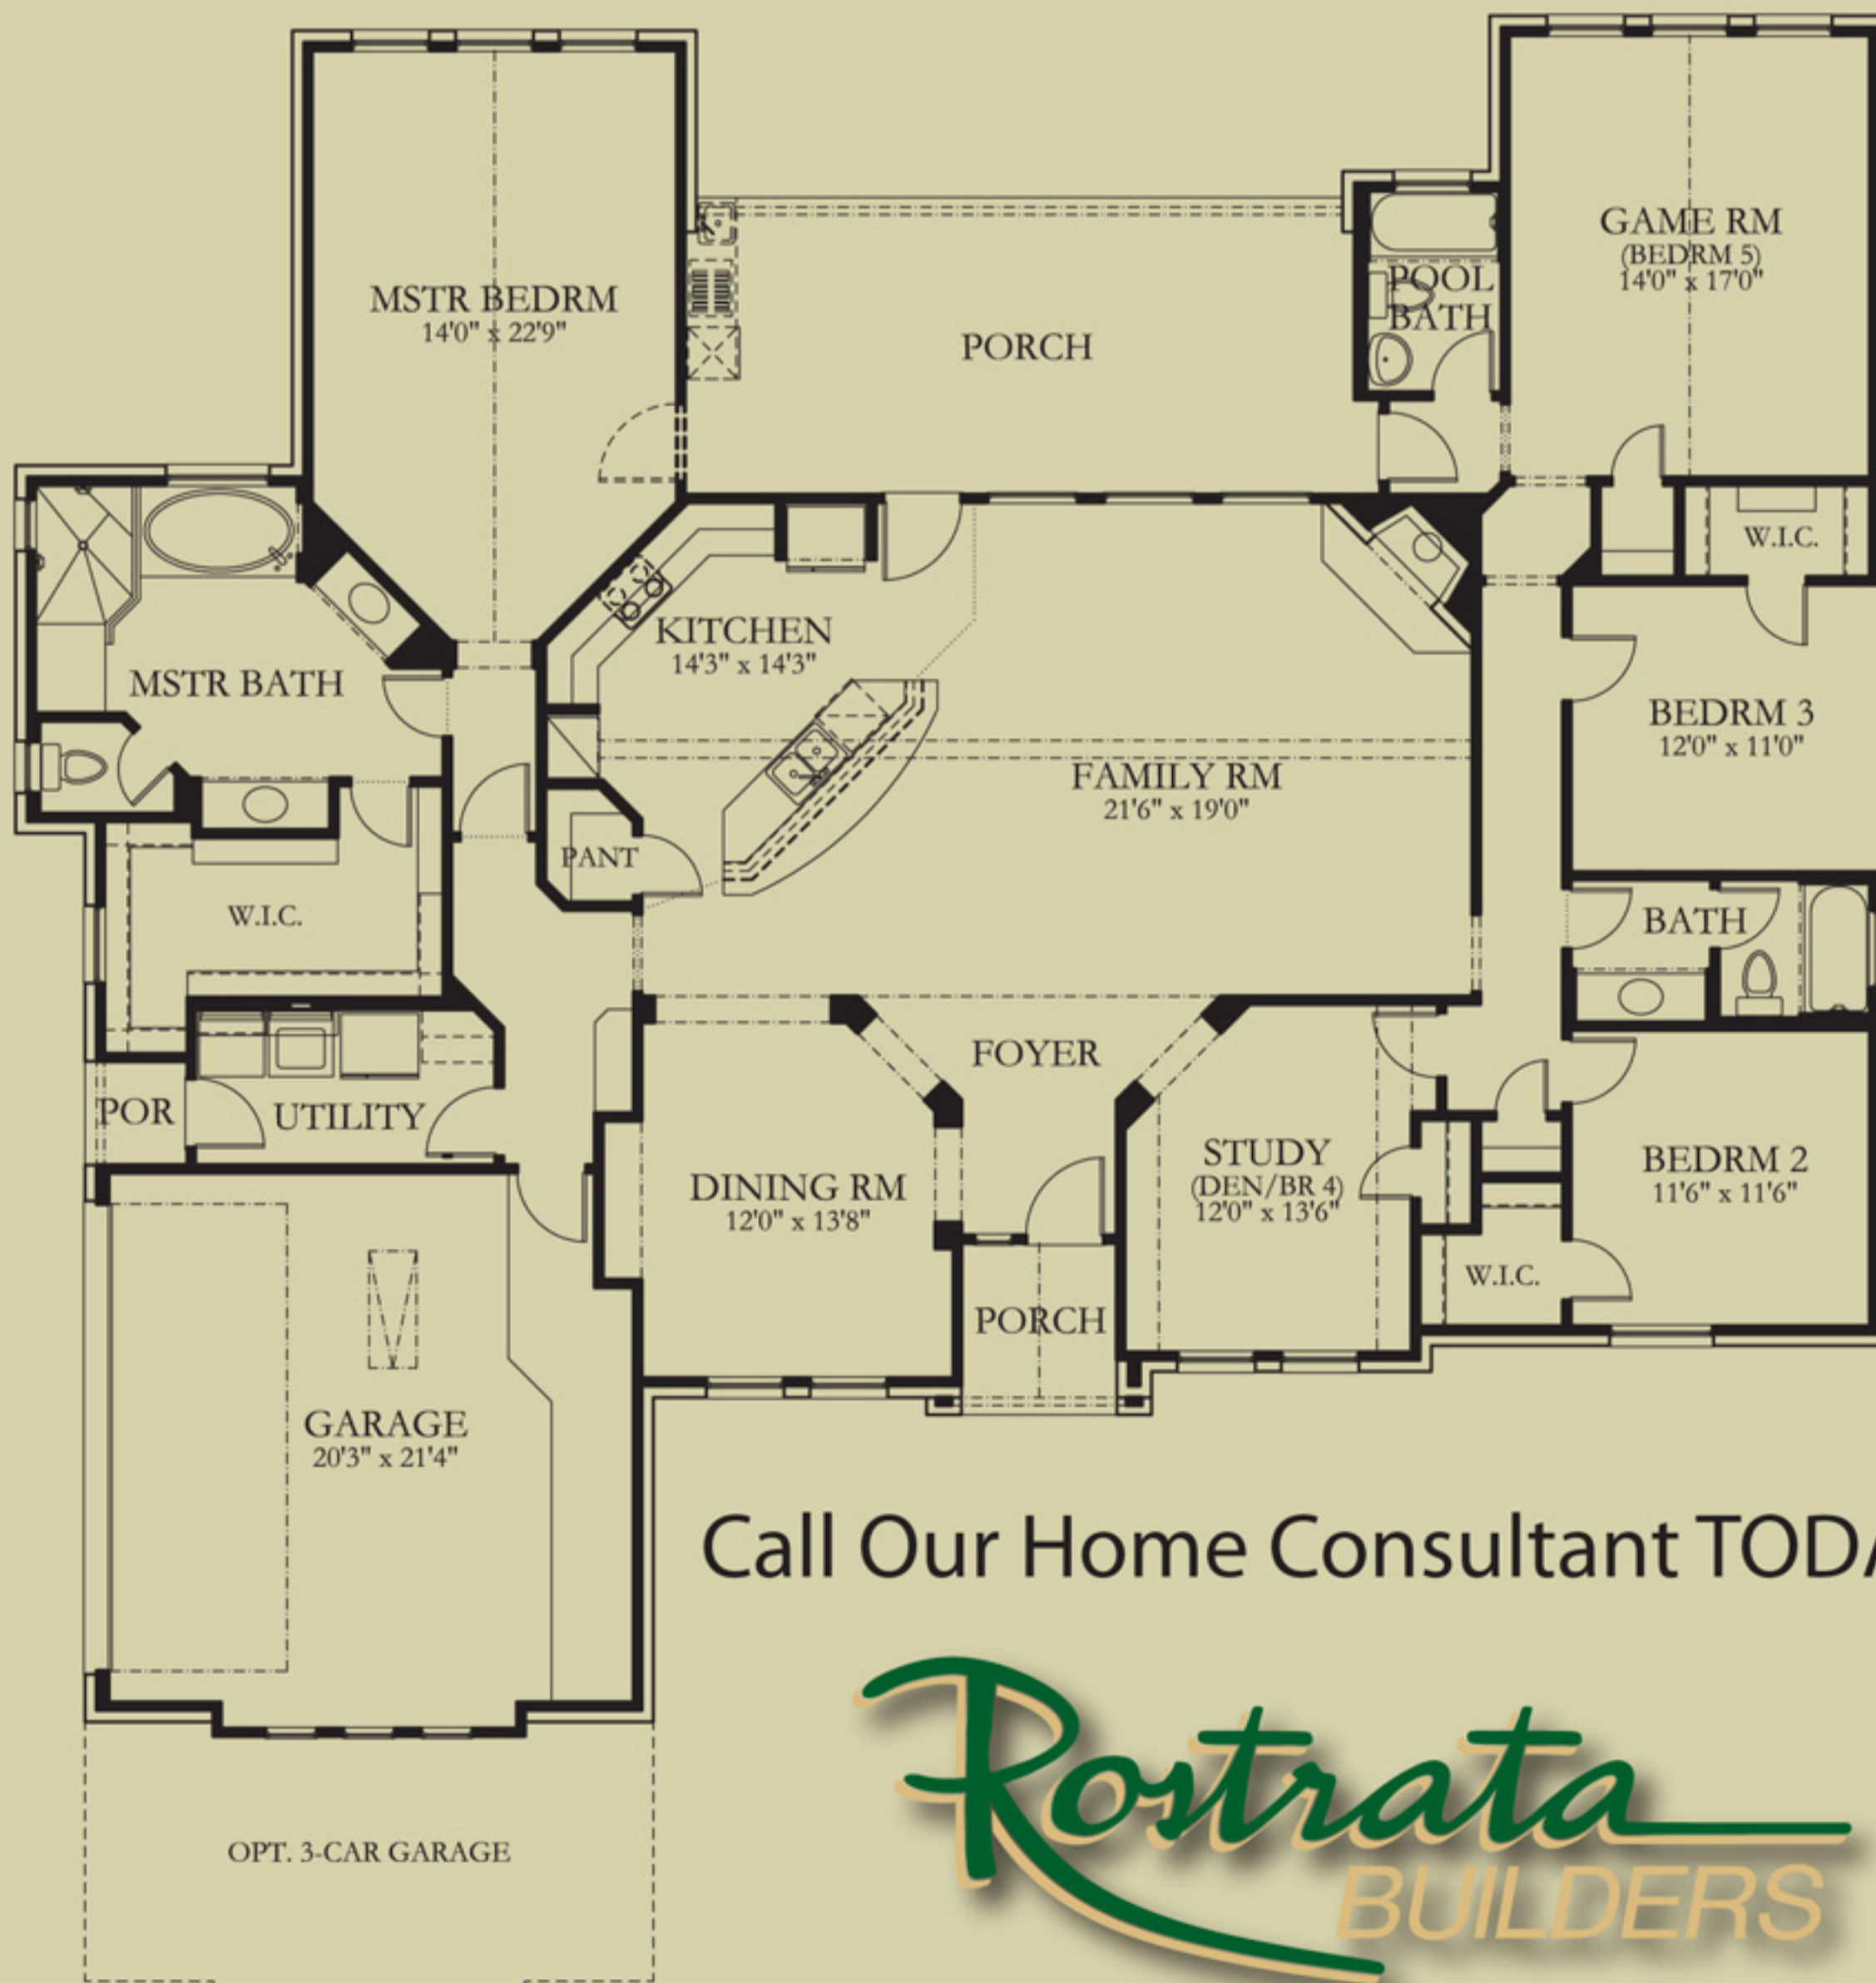 MSTR BEDRM
14'0" x 22'9"
PORCH
POOL
BATH
GAME RM
(BEDRM 5)
14'0" x 17'0"
W.I.C.
KITCHEN
14'3" x 14'3"
MSTR BATH
BEDRM 3
12'0" x 11'0"
FAMILY RM
21'6" x 19'0"
PANT
W.I.C.
BATH
FOYER
POR
UTILITY
DINING RM
12'0" x 13'8"
STUDY
(DEN/BR 4)
12'0" x 13'6"
BEDRM 2
11'6" x 11'6"
W.I.C.
PORCH
GARAGE
20'3" x 21'4"
Call Our Home Consultant TODA
OPT. 3-CAR GARAGE
Rostrata
BUILDERS